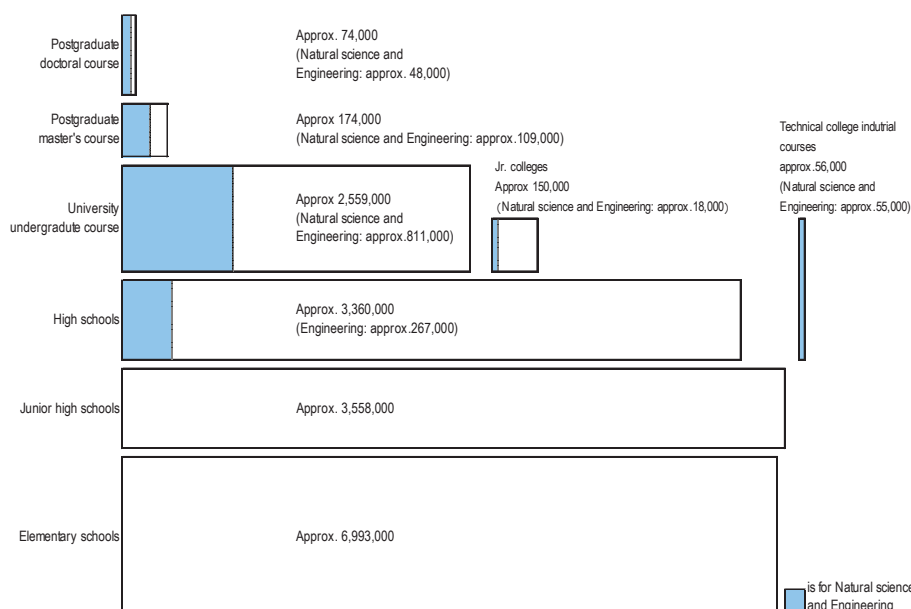 Postgraduate
doctoral course
Approx. 74,000
(Natural science and
Engineering: approx. 48,000)
Postgraduate
master's course
Approx 174,000
(Natural science and Engineering: approx.109,000)
Technical college indutrial
courses
approx.56,000
(Natural science and
Engineering: approx.55,000)
Jr. colleges
Approx 150,000
(Natural science and Engineering: approx.18,000)
University
undergradute course
Approx 2,559,000
(Natural science and
Engineering: approx.811,000)
High schools
Approx. 3,360,000
(Engineering: approx.267,000)
Junior high schools
Approx. 3,558,000
Elementary schools
Approx. 6,993,000
is for Natural science
and Engineering